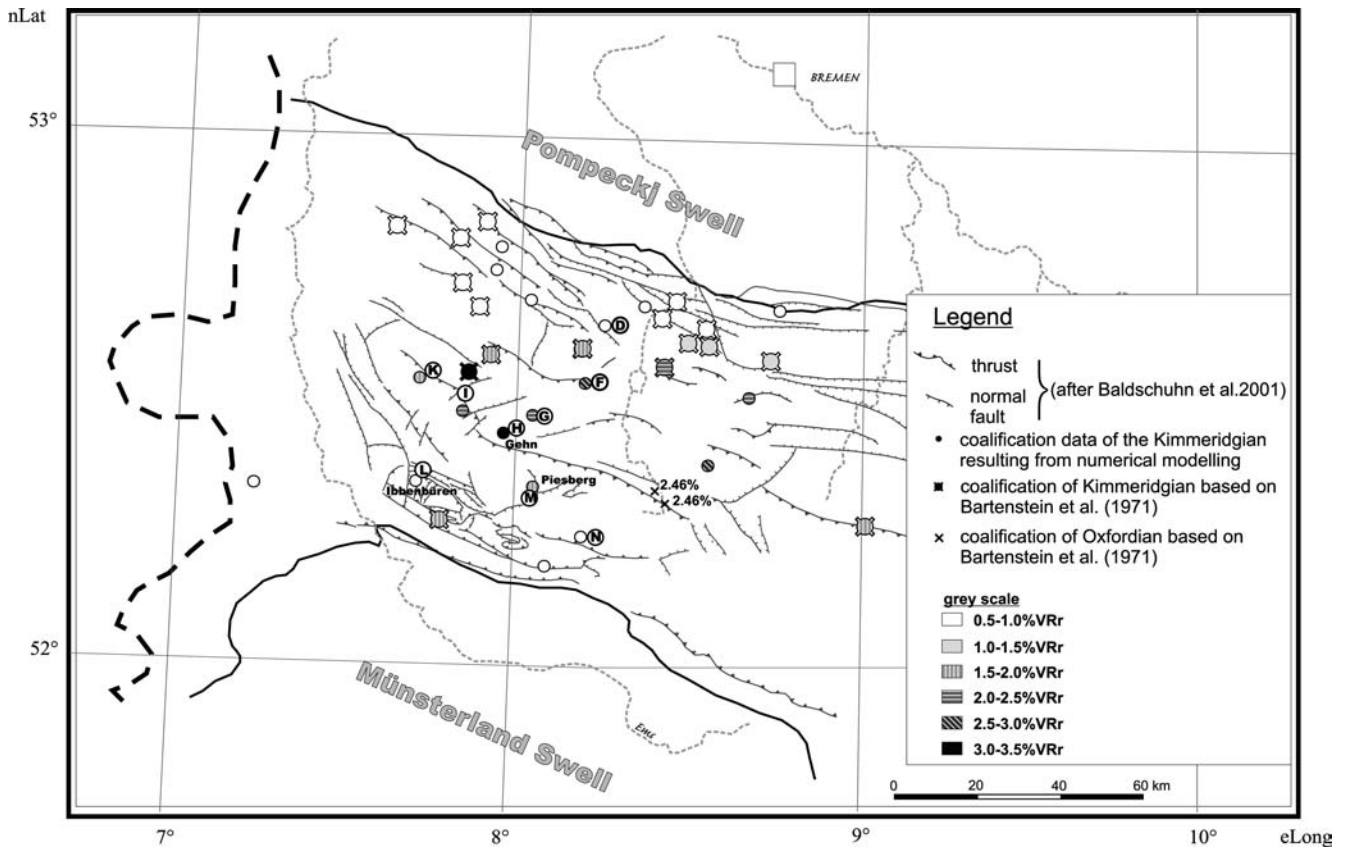 nLat
BREMEN
53°
Pompeckj Swell
D
K
F
I
G
H
Gehn
L
Ibbenbüren
Piesberg
M
2.46%
2.46%
N
52°
Münsterland Swell
Ems
Legend
thrust
normal
fault
(after Baldschuhn et al.2001)
coalification data of the Kimmeridgian
resulting from numerical modelling
coalification of Kimmeridgian based on
Bartenstein et al. (1971)
coalification of Oxfordian based on
Bartenstein et al. (1971)
grey scale
0.5-1.0%VRr
1.0-1.5%VRr
1.5-2.0%VRr
2.0-2.5%VRr
2.5-3.0%VRr
3.0-3.5%VRr
0 20 40 60 km
7° 8° 9° 10° eLong